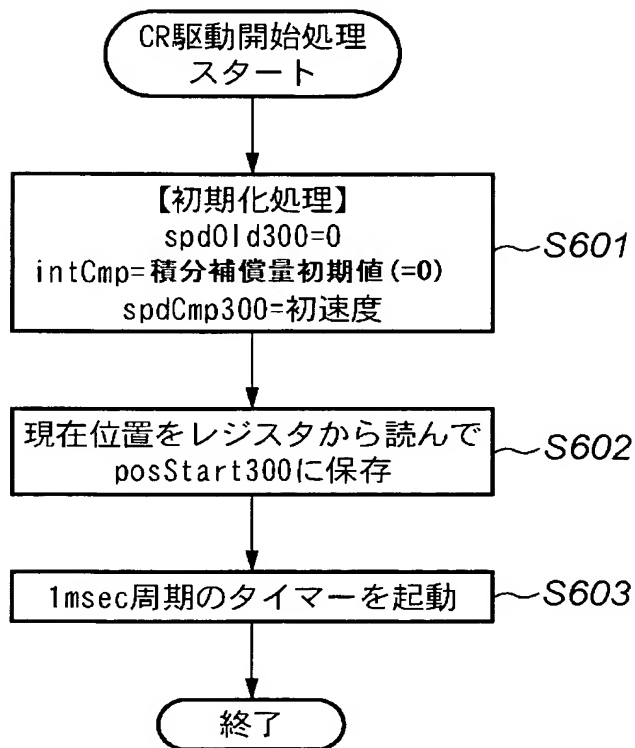 CR駆動開始処理
スタート
【初期化処理】
spdOld300=0
intCmp=積分補償量初期値(=0)
spdCmp300=初速度
S601
現在位置をレジスタから読んで
posStart300に保存
S602
1msec周期のタイマーを起動
S603
終了